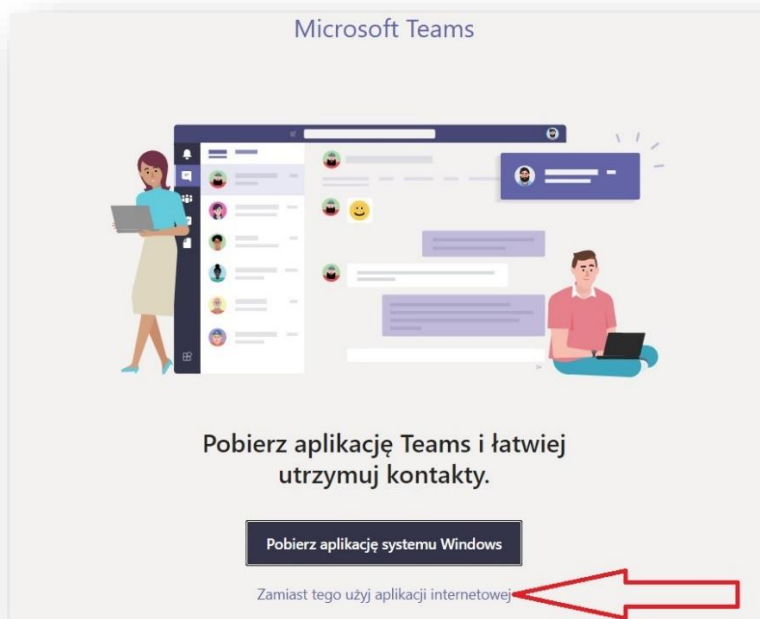 Microsoft Teams
Pobierz aplikację Teams i łatwiej
utrzymuj kontakty.
Pobierz aplikację systemu Windows
Zamiast tego użyj aplikacji internetowej